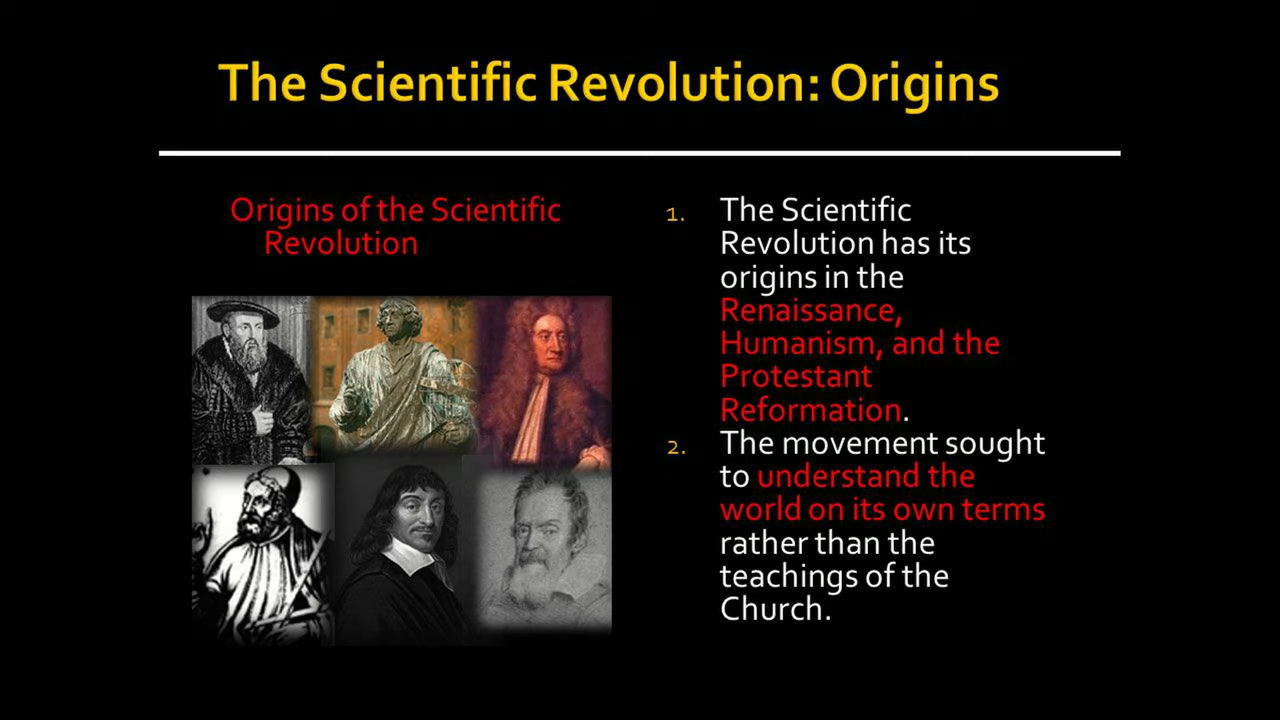 The Scientific Revolution: Origins
Origins of the Scientific
Revolution
1. The Scientific
Revolution has its
origins in the
Renaissance,
Humanism, and the
Protestant
Reformation.
2. The movement sought
to understand the
world on its own terms
rather than the
teachings of the
Church.